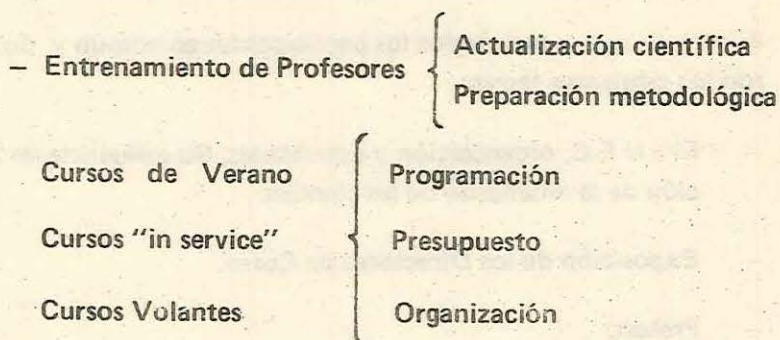 – Entrenamiento de Profesores { Actualización científica
Preparación metodológica
Cursos de Verano { Programación
Cursos "in service" Presupuesto
Cursos Volantes Organización